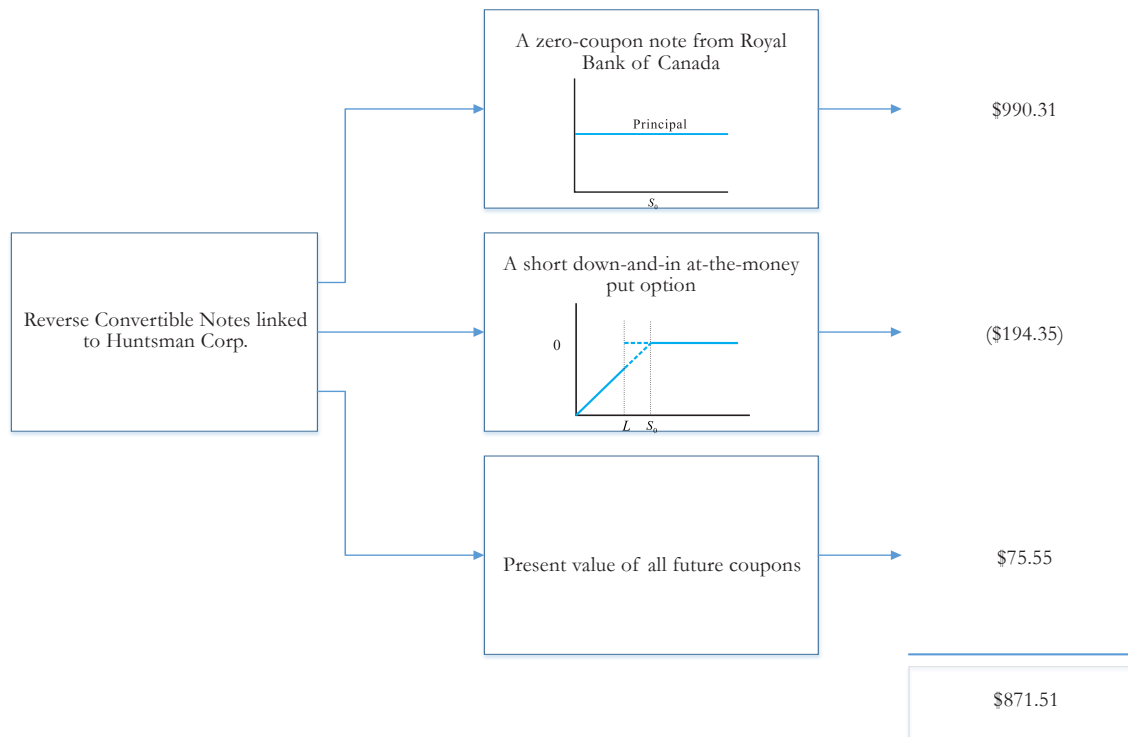 A zero-coupon note from Royal
Bank of Canada
Principal
S₀
$990.31
Reverse Convertible Notes linked
to Huntsman Corp.
A short down-and-in at-the-money
put option
0
L S₀
($194.35)
Present value of all future coupons
$75.55
$871.51